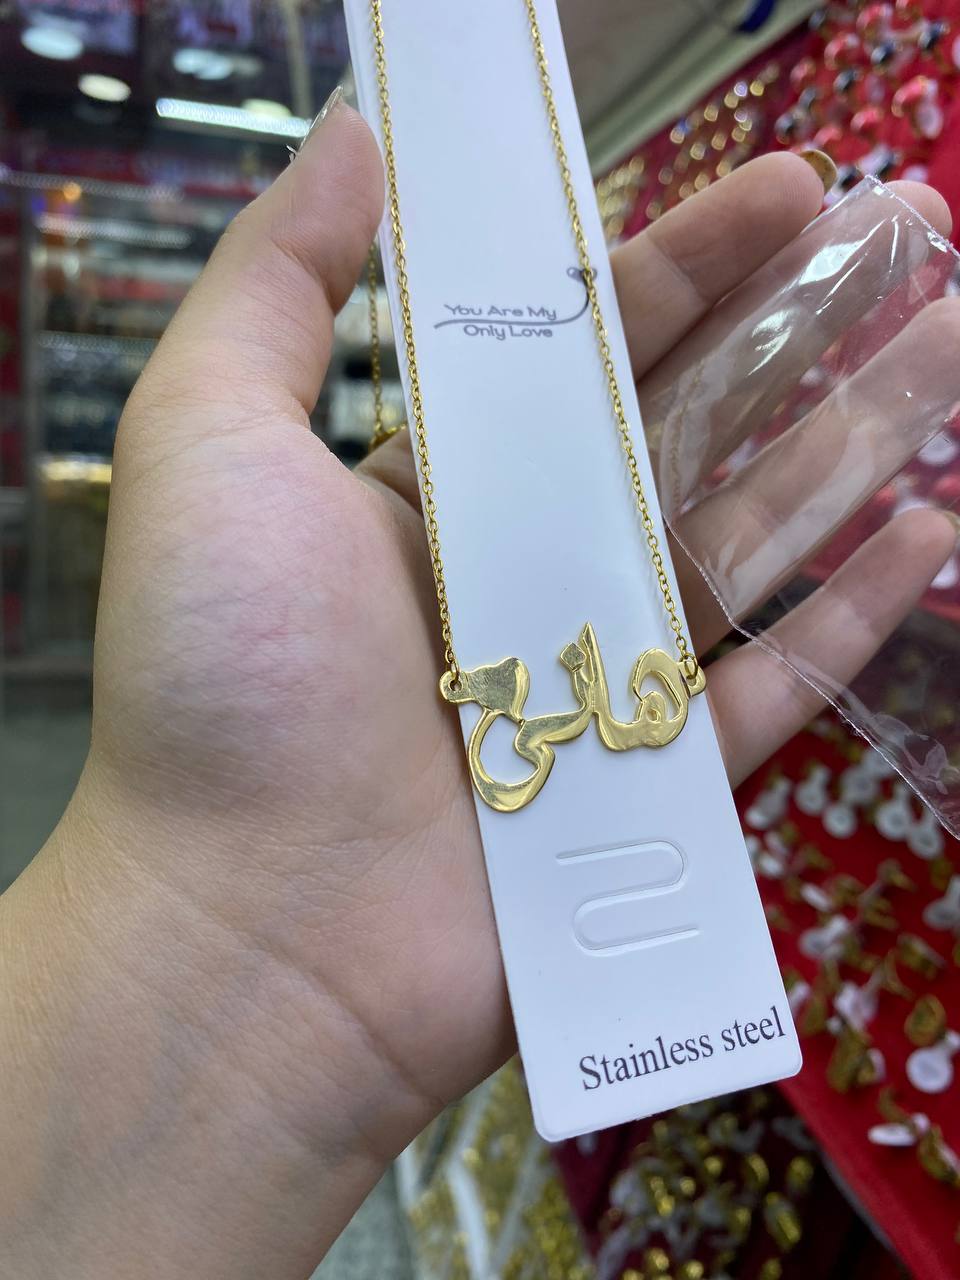 You Are My
Only Love
هاني
Stainless steel